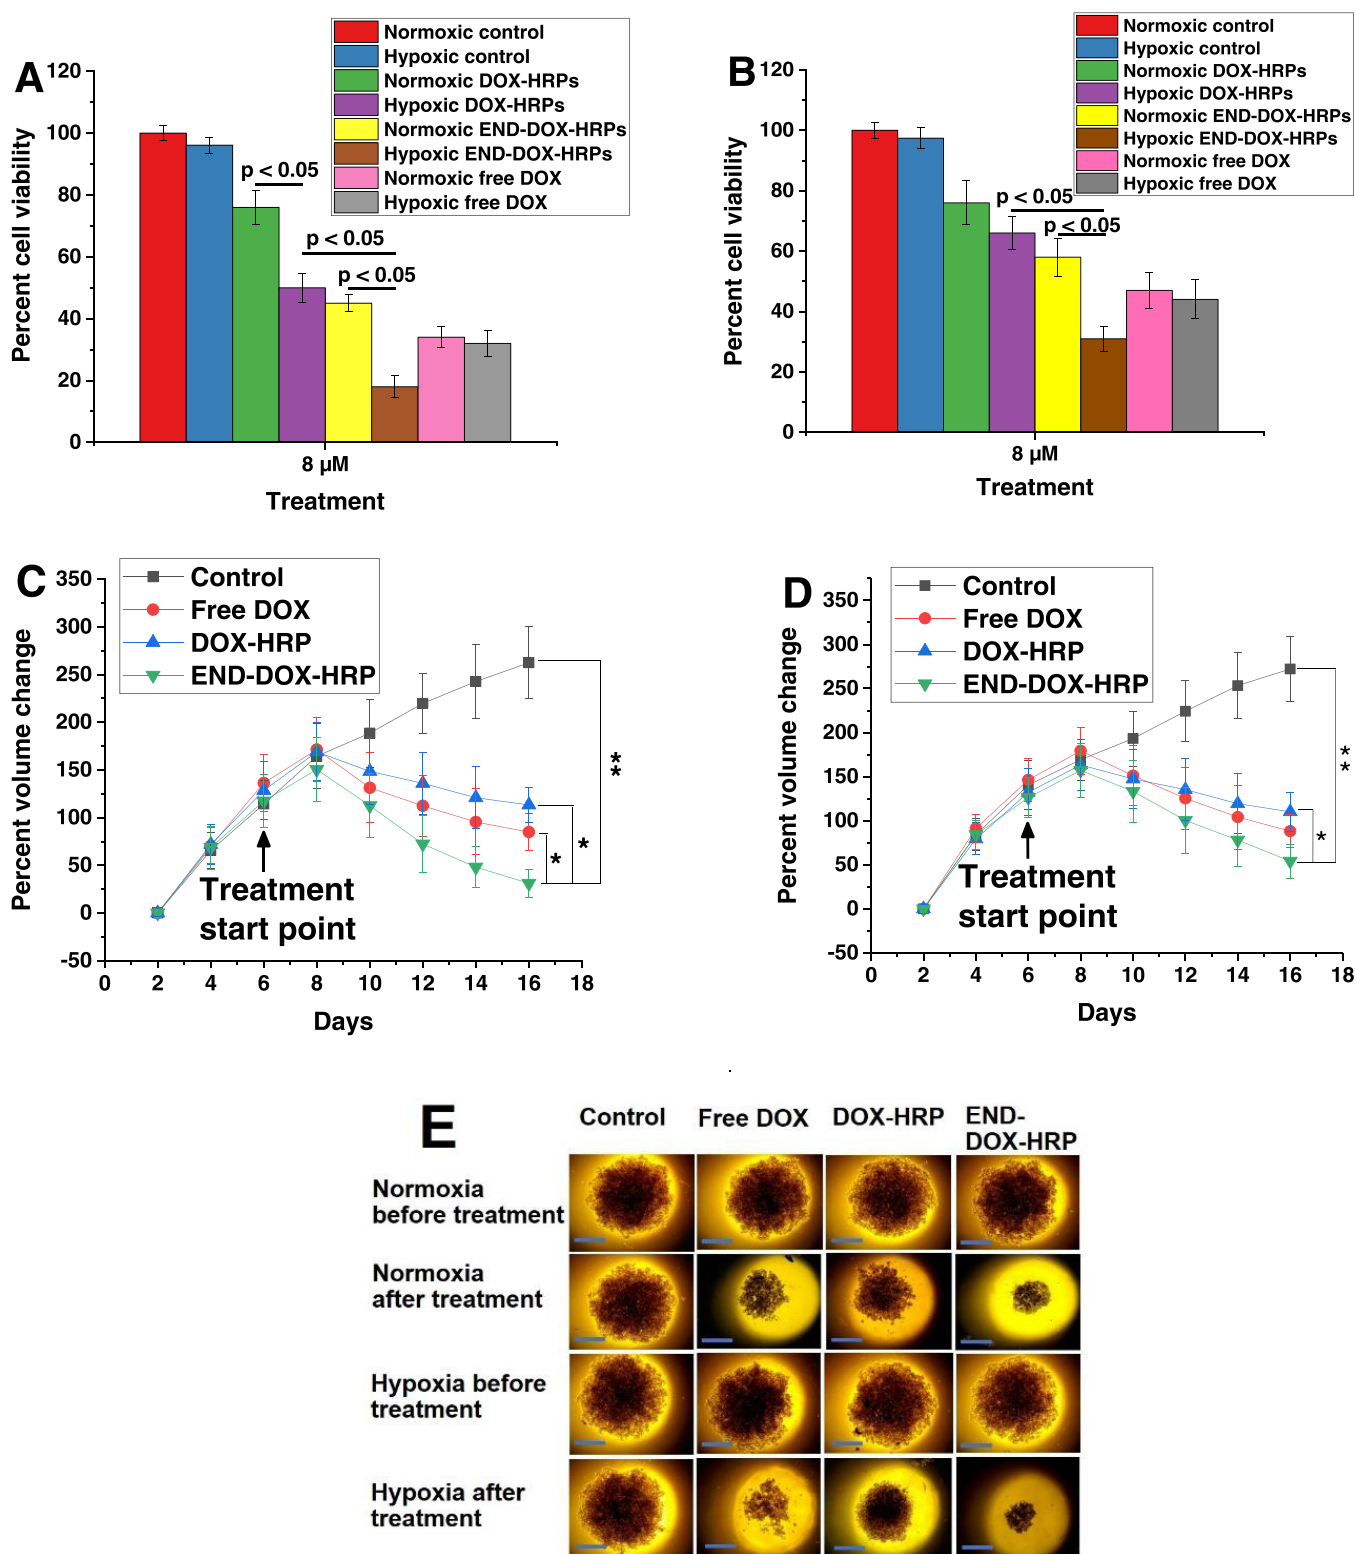 A
Normoxic control
Hypoxic control
Normoxic DOX-HRPs
Hypoxic DOX-HRPs
Normoxic END-DOX-HRPs
Hypoxic END-DOX-HRPs
Normoxic free DOX
Hypoxic free DOX
Percent cell viability
120
100
80
60
40
20
0
p < 0.05
p < 0.05
p < 0.05
8 µM
Treatment
B
Normoxic control
Hypoxic control
Normoxic DOX-HRPs
Hypoxic DOX-HRPs
Normoxic END-DOX-HRPs
Hypoxic END-DOX-HRPs
Normoxic free DOX
Hypoxic free DOX
Percent cell viability
120
100
80
60
40
20
0
p < 0.05
p < 0.05
8 µM
Treatment
C
Control
Free DOX
DOX-HRP
END-DOX-HRP
Percent volume change
350
300
250
200
150
100
50
0
-50
Treatment
start point
*
*
**
0 2 4 6 8 10 12 14 16 18
Days
D
Control
Free DOX
DOX-HRP
END-DOX-HRP
Percent volume change
350
300
250
200
150
100
50
0
-50
Treatment
start point
*
**
0 2 4 6 8 10 12 14 16 18
Days
E
Control Free DOX DOX-HRP END-
DOX-HRP
Normoxia
before treatment
Normoxia
after treatment
Hypoxia before
treatment
Hypoxia after
treatment